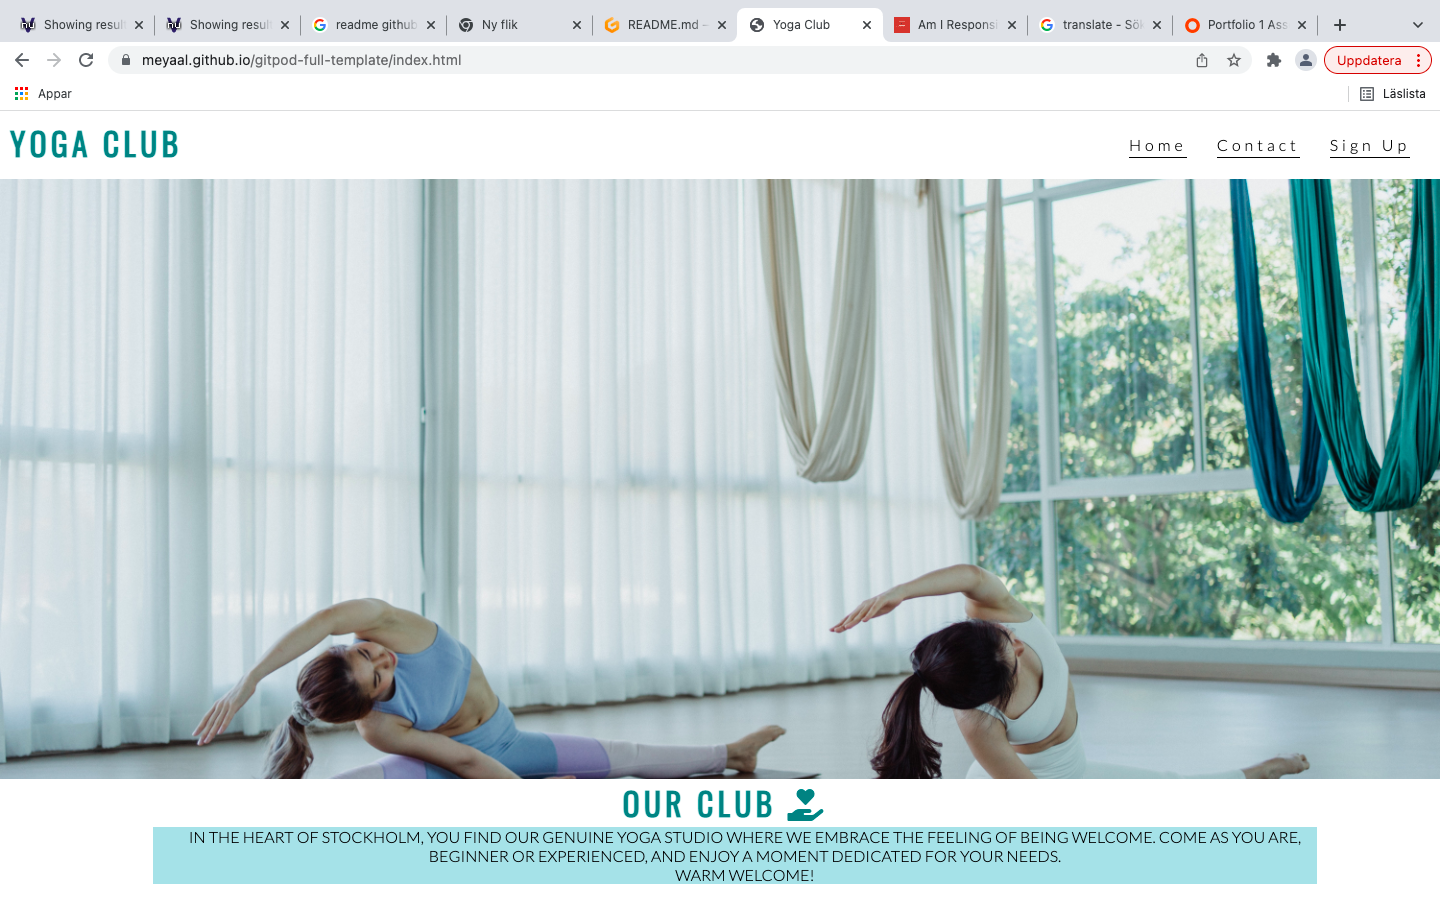 Showing resul
Showing resul
readme github
Ny flik
README.md -
Yoga Club
Am I Respons
translate - Sök
Portfolio 1 Ass
meyaal.github.io/gitpod-full-template/index.html
Uppdatera
Appar
Läslista
YOGA CLUB
Home
Contact
Sign Up
OUR CLUB
IN THE HEART OF STOCKHOLM, YOU FIND OUR GENUINE YOGA STUDIO WHERE WE EMBRACE THE FEELING OF BEING WELCOME. COME AS YOU ARE,
BEGINNER OR EXPERIENCED, AND ENJOY A MOMENT DEDICATED FOR YOUR NEEDS.
WARM WELCOME!